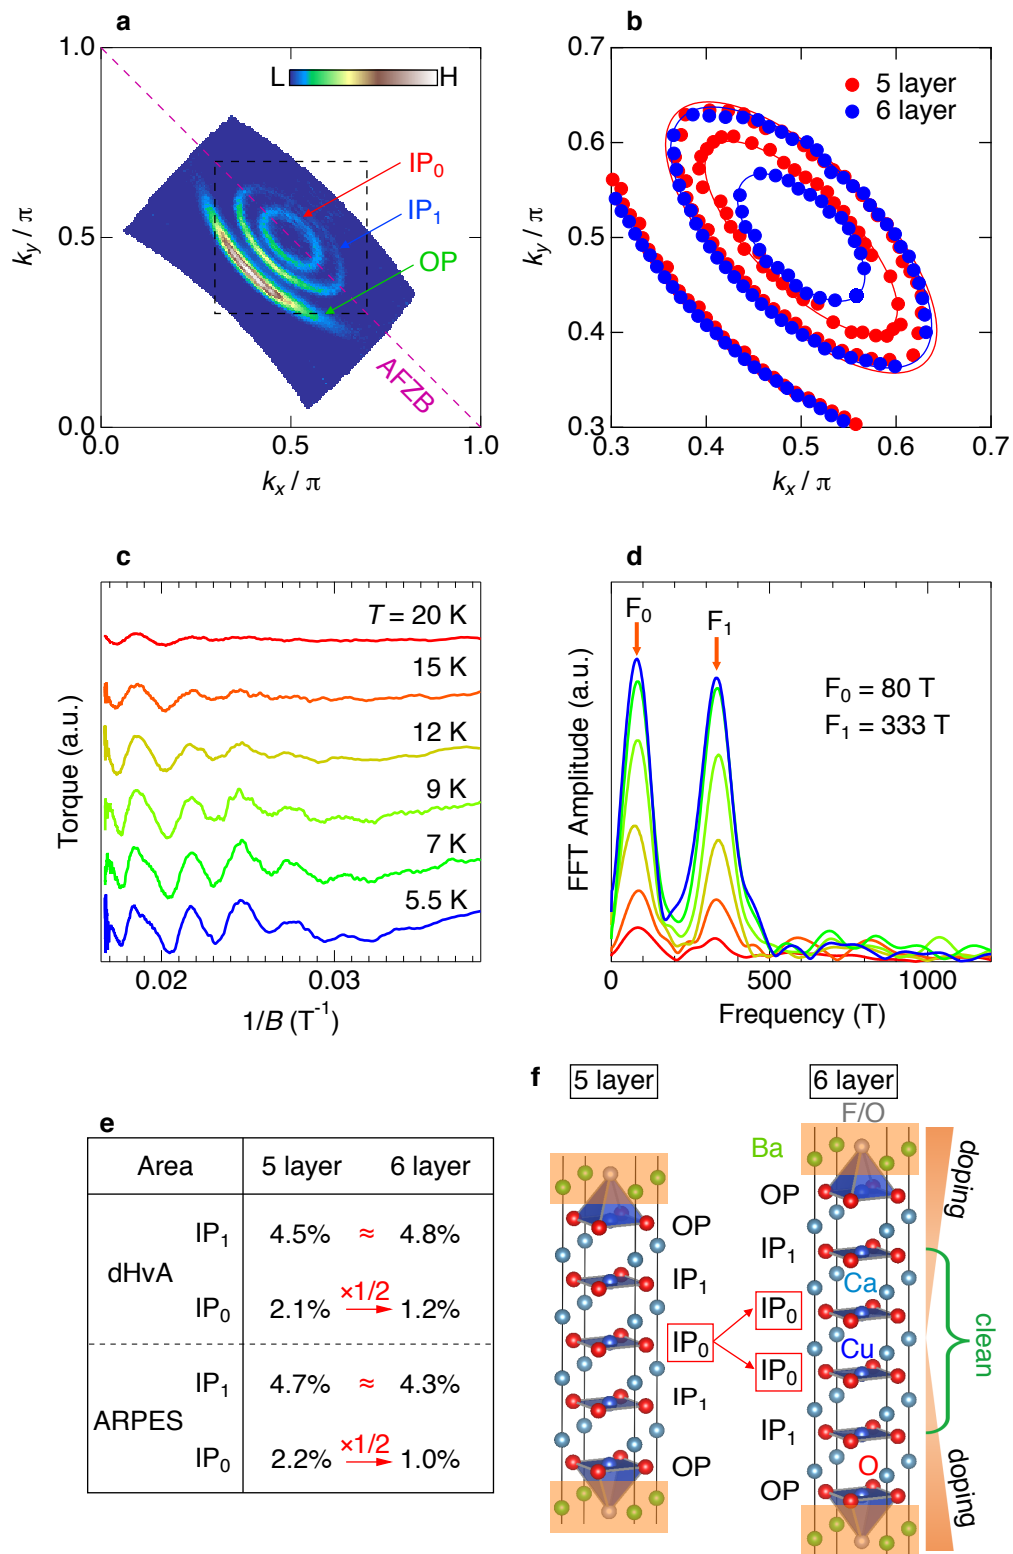 a
1.0
L H
IP0
IP1
OP
ky / π
0.5
AFZB
0.0
0.0 0.5 1.0
kx / π
b
0.7
5 layer
6 layer
0.6
ky / π
0.5
0.4
0.3
0.3 0.4 0.5 0.6 0.7
kx / π
c
T = 20 K
15 K
12 K
9 K
7 K
5.5 K
Torque (a.u.)
0.02 0.03
1/B (T-1)
d
F0 F1
F0 = 80 T
F1 = 333 T
FFT Amplitude (a.u.)
0 500 1000
Frequency (T)
e
Area 5 layer 6 layer
IP1 4.5% ≈ 4.8%
dHvA
×1/2
IP0 2.1% 1.2%
IP1 4.7% ≈ 4.3%
ARPES
×1/2
IP0 2.2% 1.0%
f
5 layer
OP
IP1
IP0
IP1
OP
6 layer
F/O
Ba
OP
IP1
Ca
IP0
Cu
IP0
IP1
O
OP
doping
clean
doping